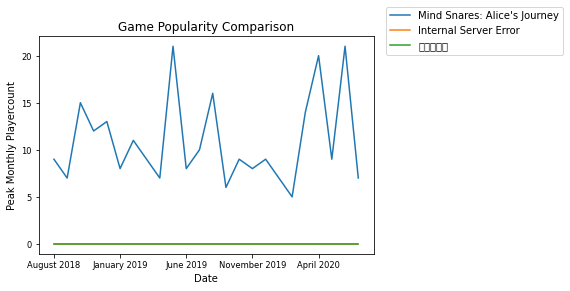 Game Popularity Comparison
Mind Snares: Alice's Journey
Internal Server Error
Peak Monthly Playercount
20
15
10
5
0
August 2018 January 2019 June 2019 November 2019 April 2020
Date